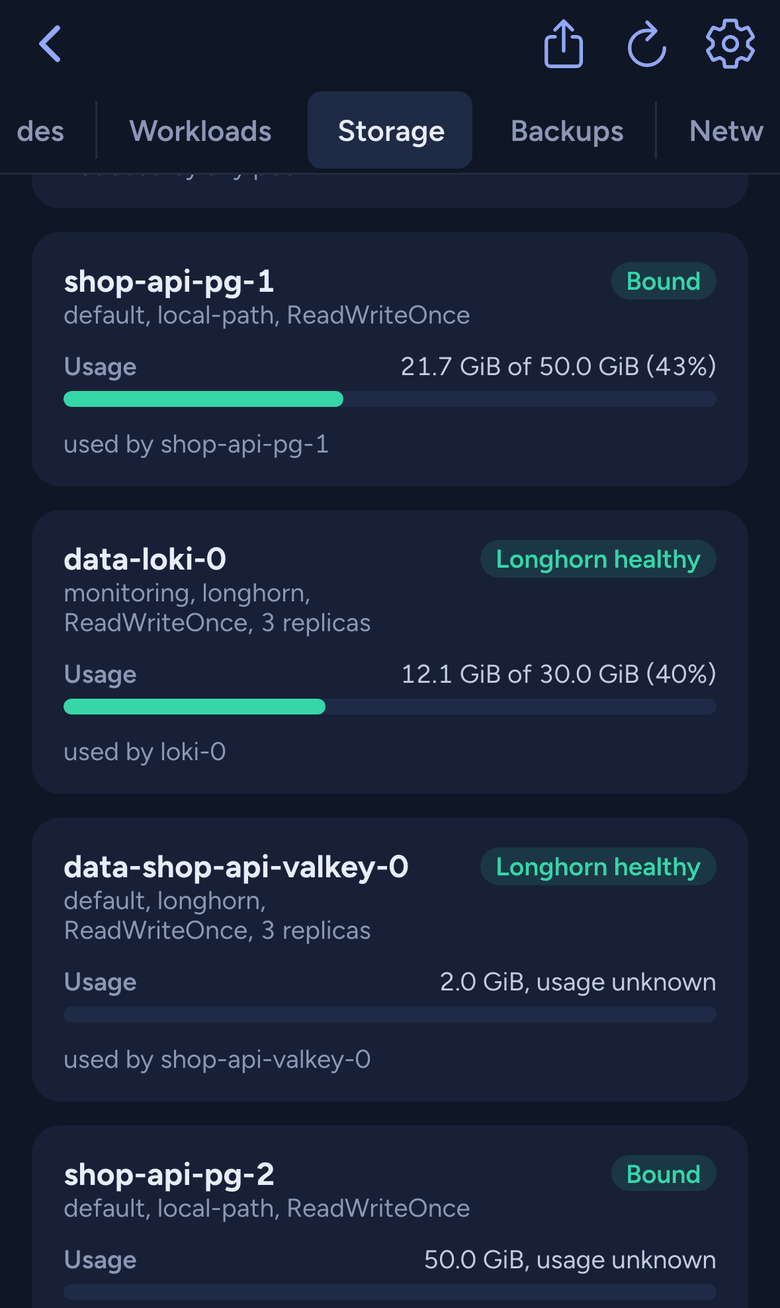 des
Workloads
Storage
Backups
Netw
shop-api-pg-1
Bound
default, local-path, ReadWriteOnce
Usage
21.7 GiB of 50.0 GiB (43%)
used by shop-api-pg-1
data-loki-0
Longhorn healthy
monitoring, longhorn,
ReadWriteOnce, 3 replicas
Usage
12.1 GiB of 30.0 GiB (40%)
used by loki-0
data-shop-api-valkey-0
Longhorn healthy
default, longhorn,
ReadWriteOnce, 3 replicas
Usage
2.0 GiB, usage unknown
used by shop-api-valkey-0
shop-api-pg-2
Bound
default, local-path, ReadWriteOnce
Usage
50.0 GiB, usage unknown